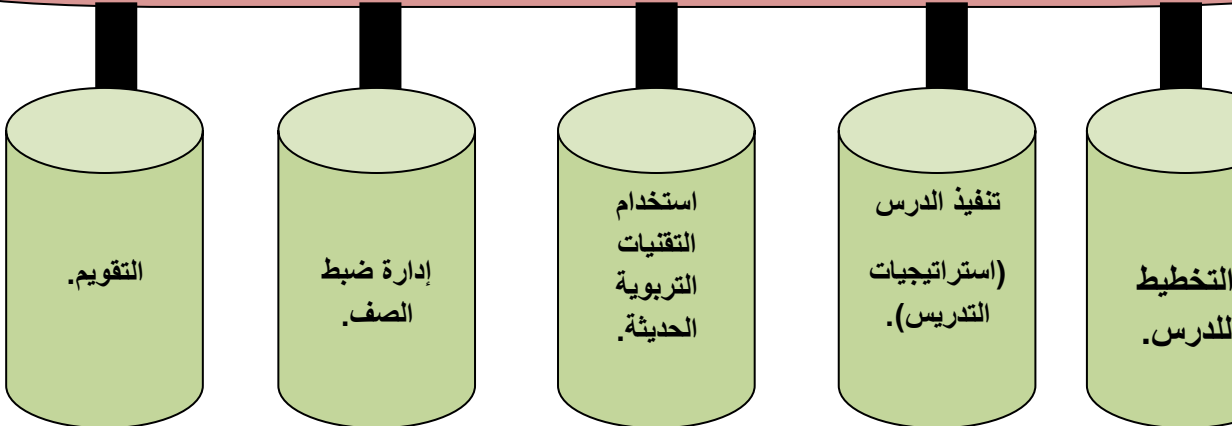 التخطيط
للدرس.
تنفيذ الدرس
(استراتيجيات
التدريس).
استخدام
التقنيات
التربوية
الحديثة.
إدارة ضبط
الصف.
التقويم.